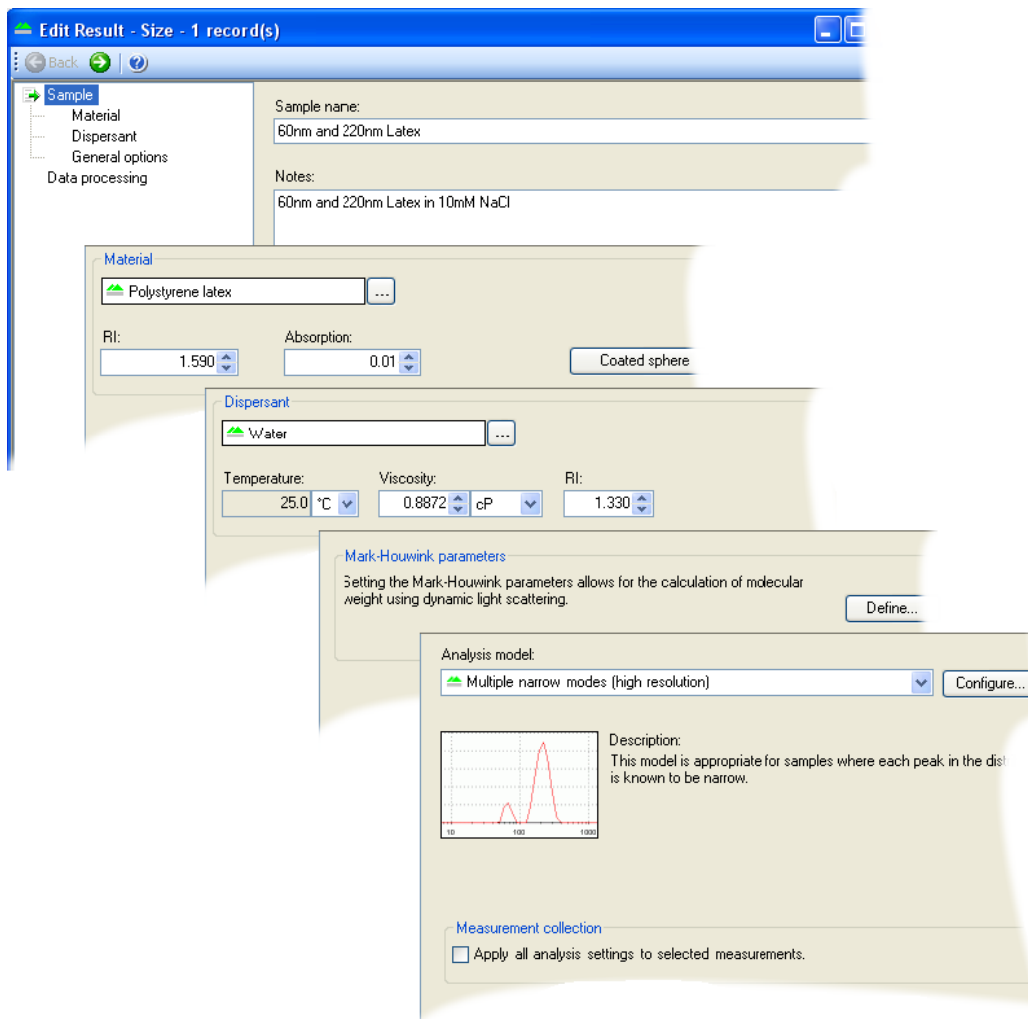 Edit Result - Size - 1 record(s)
Back
Sample
Material
Dispersant
General options
Data processing
Sample name:
60nm and 220nm Latex
Notes:
60nm and 220nm Latex in 10mM NaCl
Material
Polystyrene latex
...
RI:
Absorption:
1.590
0.01
Coated sphere
Dispersant
Water
...
Temperature:
Viscosity:
RI:
25.0 °C
0.8872 cP
1.330
Mark-Houwink parameters
Setting the Mark-Houwink parameters allows for the calculation of molecular
weight using dynamic light scattering.
Define...
Analysis model:
Multiple narrow modes (high resolution)
Configure...
Description:
This model is appropriate for samples where each peak in the dist
is known to be narrow.
10 100 1000
Measurement collection
Apply all analysis settings to selected measurements.